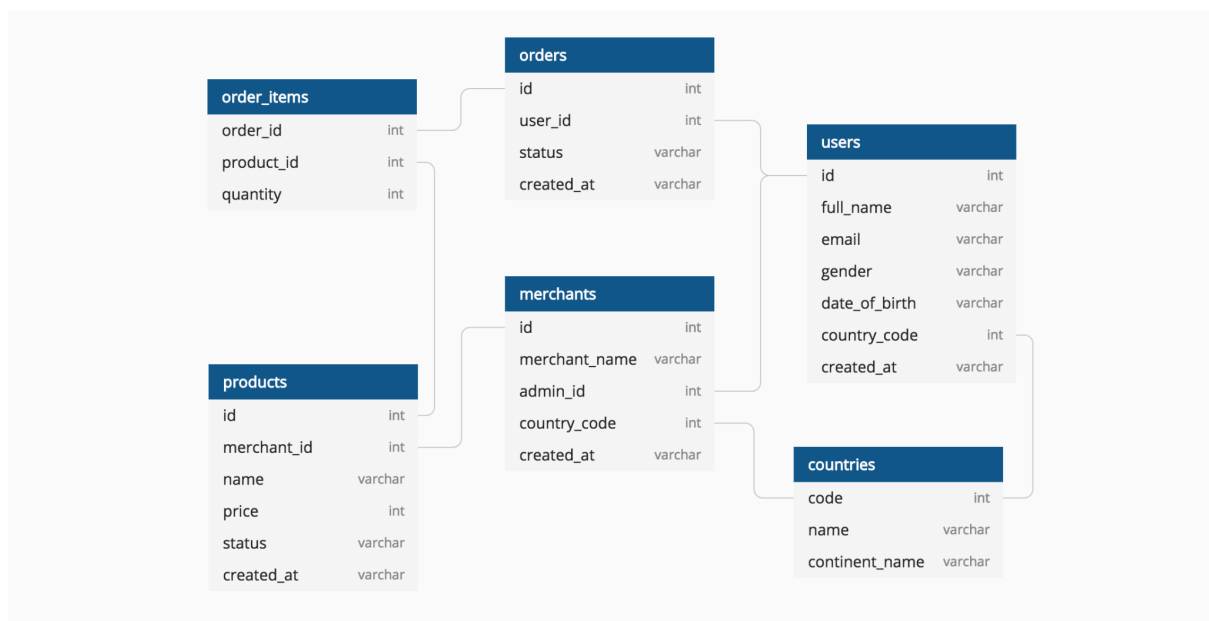 order_items
order_id int
product_id int
quantity int
orders
id int
user_id int
status varchar
created_at varchar
users
id int
full_name varchar
email varchar
gender varchar
date_of_birth varchar
country_code int
created_at varchar
merchants
id int
merchant_name varchar
admin_id int
country_code int
created_at varchar
products
id int
merchant_id int
name varchar
price int
status varchar
created_at varchar
countries
code int
name varchar
continent_name varchar